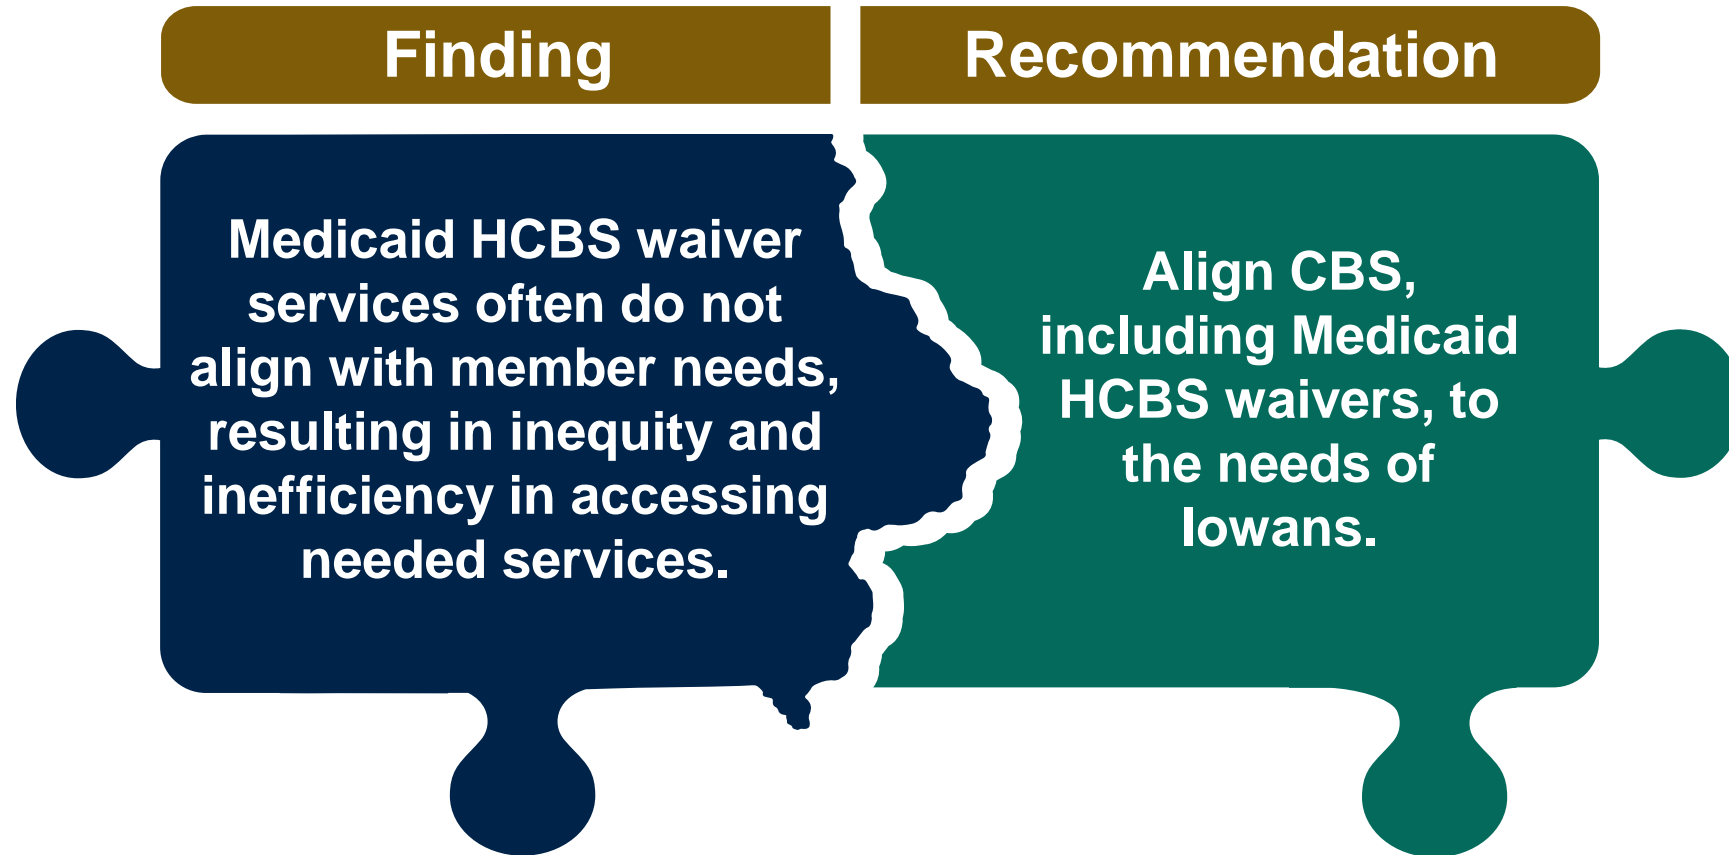 Finding
Recommendation
Medicaid HCBS waiver
services often do not
align with member needs,
resulting in inequity and
inefficiency in accessing
needed services.
Align CBS,
including Medicaid
HCBS waivers, to
the needs of
Iowans.